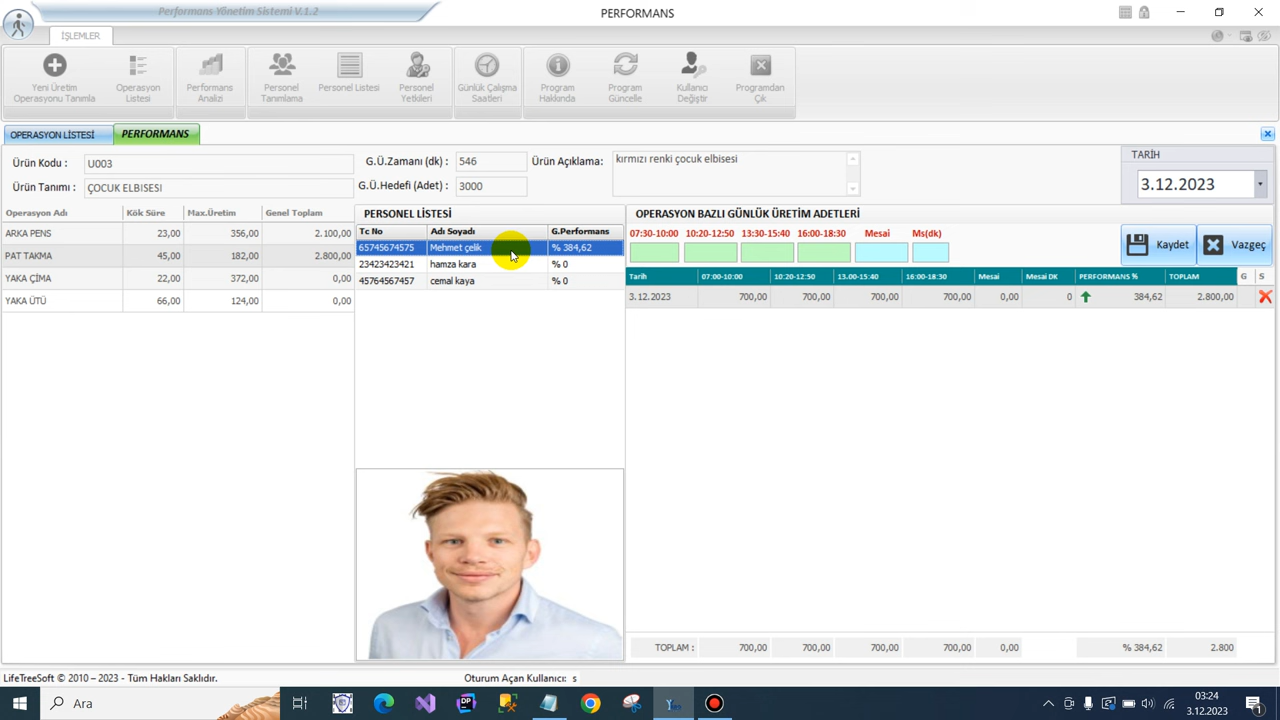 Performans Yönetim Sistemi V.1.2
PERFORMANS
İŞLEMLER
Yeni Üretim Operasyonu Tanımla
Operasyon Listesi
Performans Analizi
Personel Tanımlama
Personel Listesi
Personel Yetkileri
Günlük Çalışma Saatleri
Program Hakkında
Program Güncelle
Kullanıcı Değiştir
Programdan Çık
OPERASYON LİSTESİ PERFORMANS
Ürün Kodu : U003
Ürün Tanımı : ÇOCUK ELBISESI
G.Ü.Zamanı (dk) : 546
G.Ü.Hedefi (Adet) : 3000
Ürün Açıklama: kırmızı renki çocuk elbisesi
TARİH
3.12.2023
Operasyon Adı Kök Süre Max.Üretim Genel Toplam
ARKA PENS 23,00 356,00 2.100,00
PAT TAKMA 45,00 182,00 2.800,00
YAKA ÇİMA 22,00 372,00 0,00
YAKA ÜTÜ 66,00 124,00 0,00
PERSONEL LİSTESİ
Tc No Adı Soyadı G.Performans
65745674575 Mehmet çelik % 384,62
23423423421 hamza kara % 0
45764567457 cemal kaya % 0
OPERASYON BAZLI GÜNLÜK ÜRETİM ADETLERİ
07:30-10:00 10:20-12:50 13:30-15:40 16:00-18:30 Mesai Ms(dk)
Kaydet Vazgeç
Tarih 07:00-10:00 10:20-12:50 13.00-15:40 16:00-18:30 Mesai Mesai DK PERFORMANS % TOPLAM G S
3.12.2023 700,00 700,00 700,00 700,00 0,00 0 384,62 2.800,00
TOPLAM : 700,00 700,00 700,00 700,00 0,00 % 384,62 2.800
LifeTreeSoft © 2010 – 2023 - Tüm Hakları Saklıdır.
Oturum Açan Kullanıcı: s
Ara
DP
03:24
3.12.2023
1